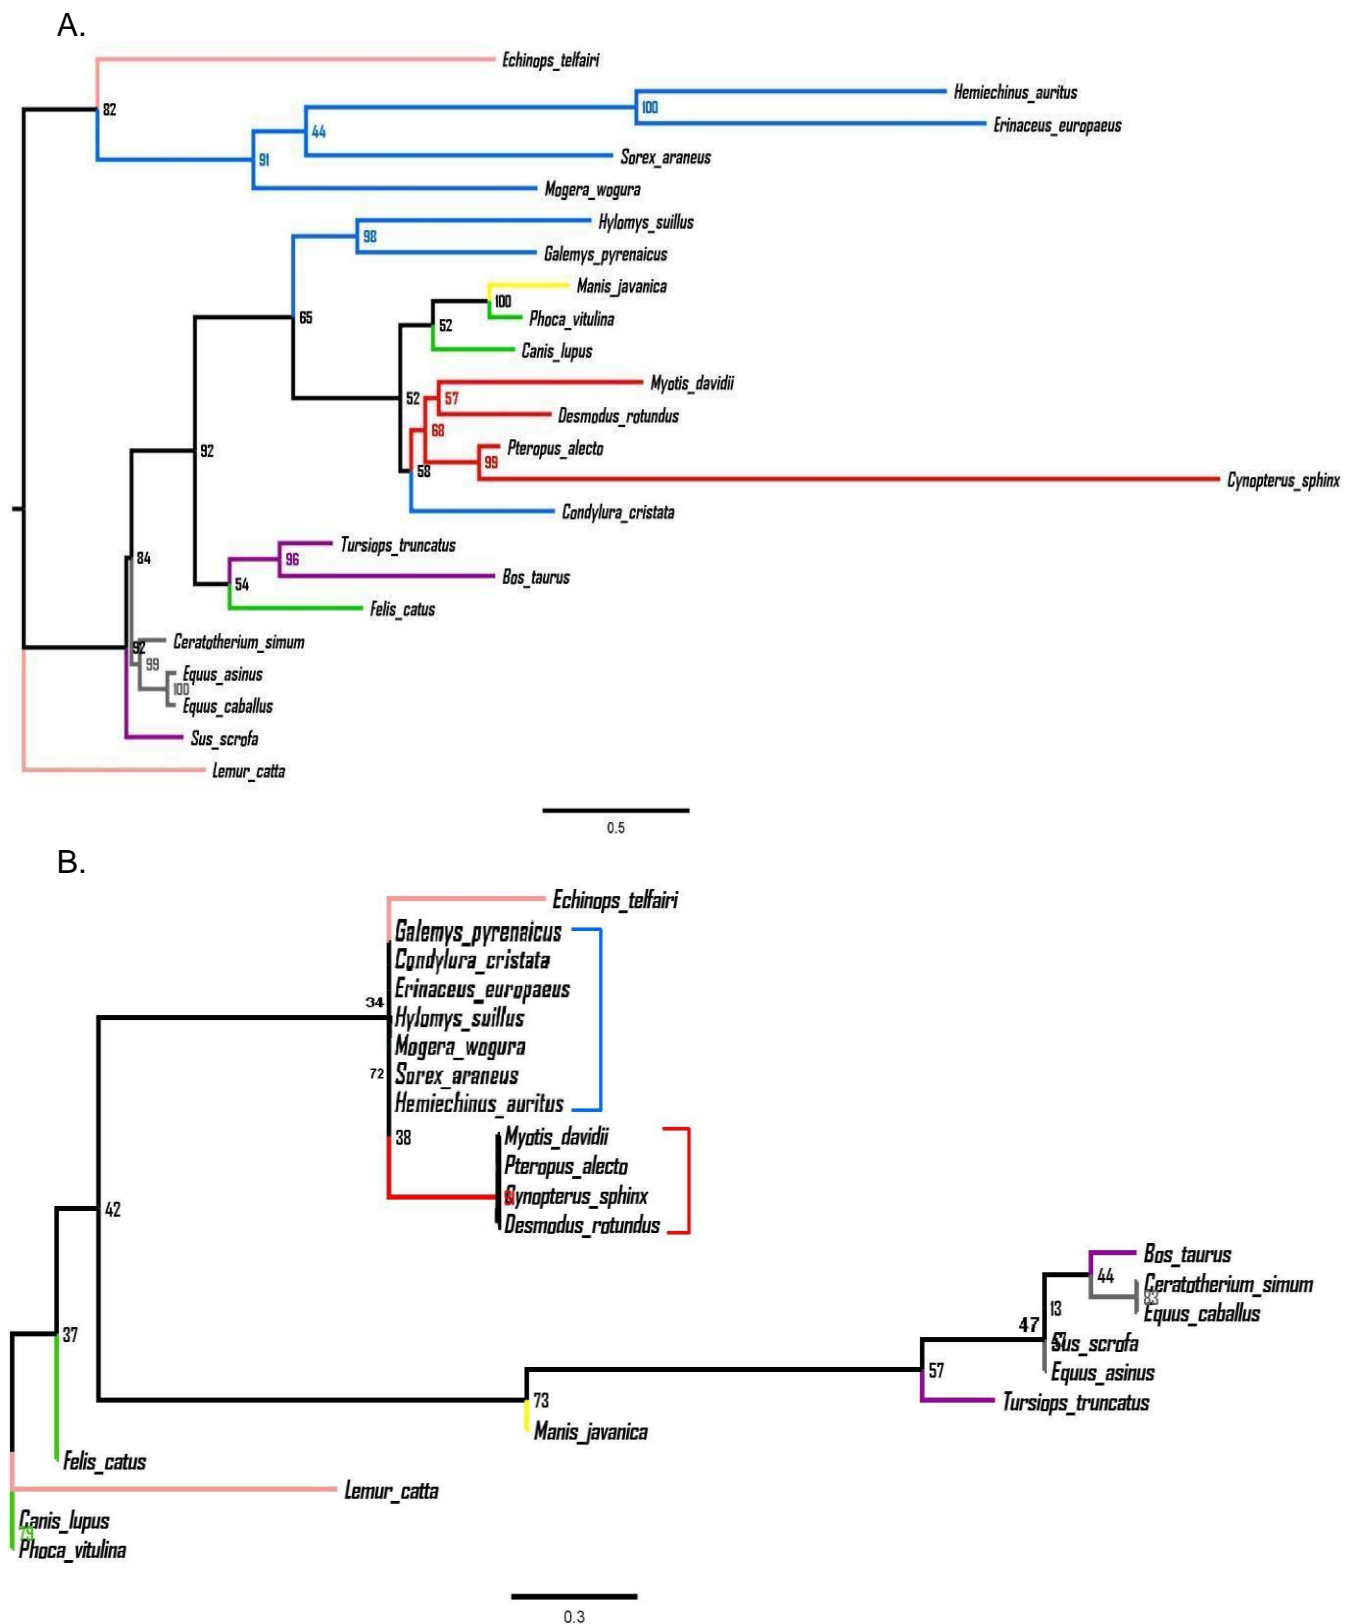 A.
Echinops_telfairi
Hemiechinus_auritus
82
100
Erinaceus_europaeus
44
Sorex_araneus
91
Mogera_wogura
Hylomys_suillus
98
Galemys_pyrenaicus
Manis_javanica
100
65
Phoca_vitulina
52
Canis_lupus
Myotis_davidii
52
57
Desmodus_rotundus
68
Pteropus_alecto
92
99
58
Cynopterus_sphinx
Condylura_cristata
Tursiops_truncatus
84
96
54
Bos_taurus
Felis_catus
92
Ceratotherium_simum
99
Equus_asinus
100
Equus_caballus
Sus_scrofa
Lemur_catta
0.5
B.
Echinops_telfairi
Galemys_pyrenaicus
Condylura_cristata
Erinaceus_europaeus
34
Hylomys_suillus
Mogera_wogura
72
Sorex_araneus
Hemiechinus_auritus
38
Myotis_davidii
Pteropus_alecto
Cynopterus_sphinx
42
Desmodus_rotundus
Bos_taurus
44
Ceratotherium_simum
83
13
Equus_caballus
47
37
Sus_scrofa
57
Equus_asinus
73
Tursiops_truncatus
Manis_javanica
Felis_catus
Lemur_catta
Canis_lupus
79
Phoca_vitulina
0.3